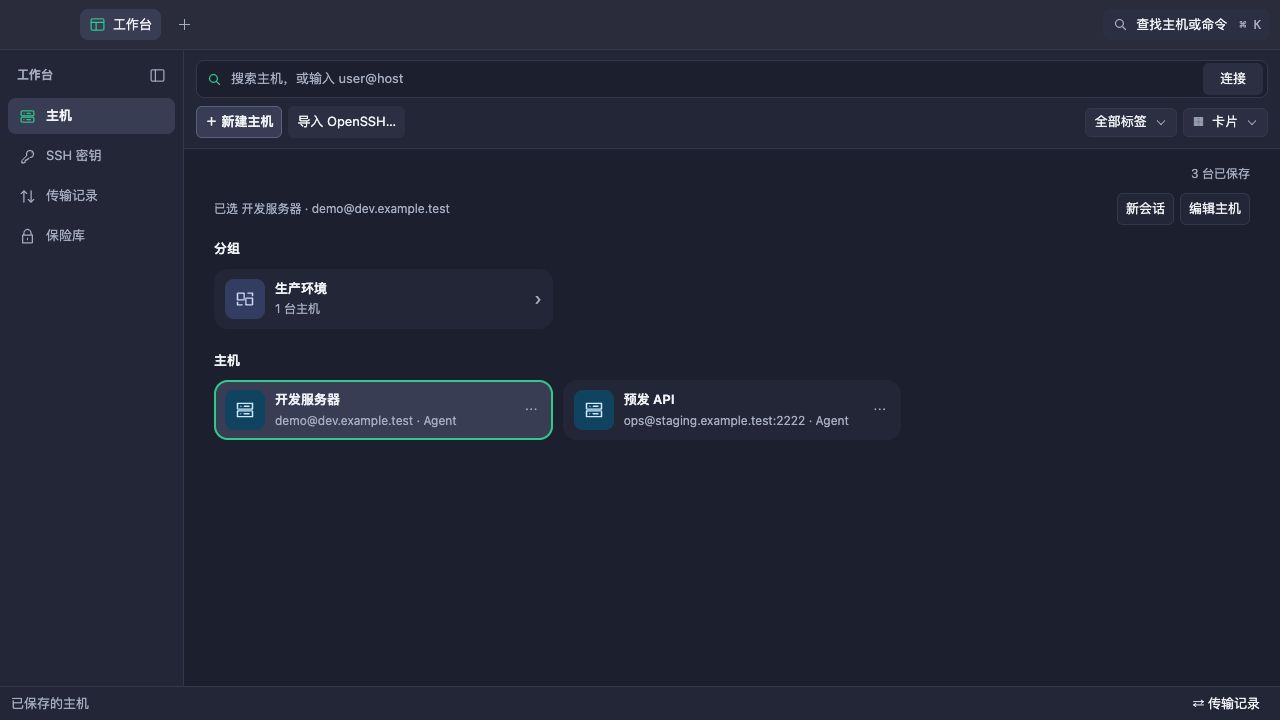 工作台
查找主机或命令 ⌘ K
工作台
主机
SSH 密钥
传输记录
保险库
搜索主机，或输入 user@host
连接
+ 新建主机
导入 OpenSSH...
全部标签
卡片
3 台已保存
已选 开发服务器 · demo@dev.example.test
新会话
编辑主机
分组
生产环境
1 台主机
主机
开发服务器
demo@dev.example.test · Agent
预发 API
ops@staging.example.test:2222 · Agent
已保存的主机
⇄ 传输记录